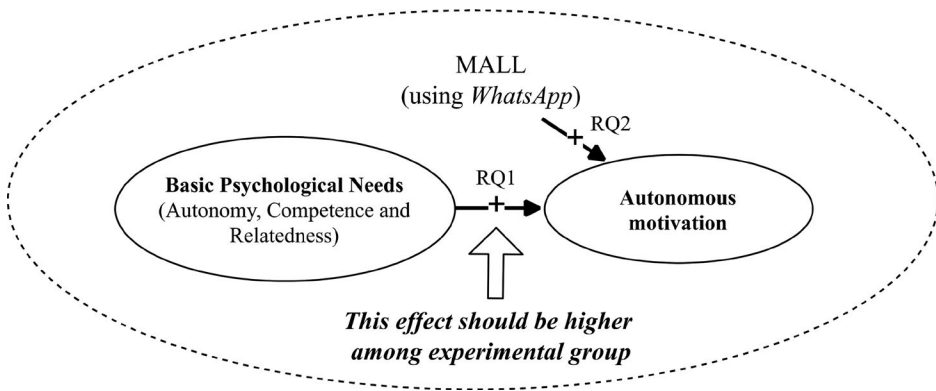 MALL
(using WhatsApp)
+ RQ2
Basic Psychological Needs
(Autonomy, Competence and
Relatedness)
RQ1
+
Autonomous
motivation
This effect should be higher
among experimental group